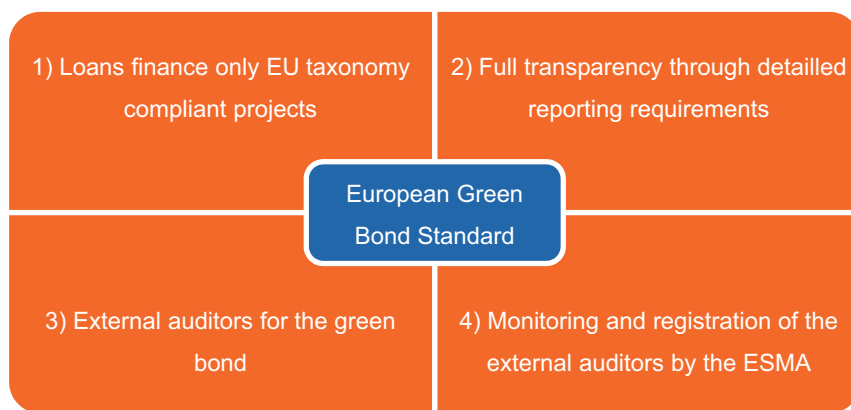 1) Loans finance only EU taxonomy
compliant projects
2) Full transparency through detailled
reporting requirements
European Green
Bond Standard
3) External auditors for the green
bond
4) Monitoring and registration of the
external auditors by the ESMA